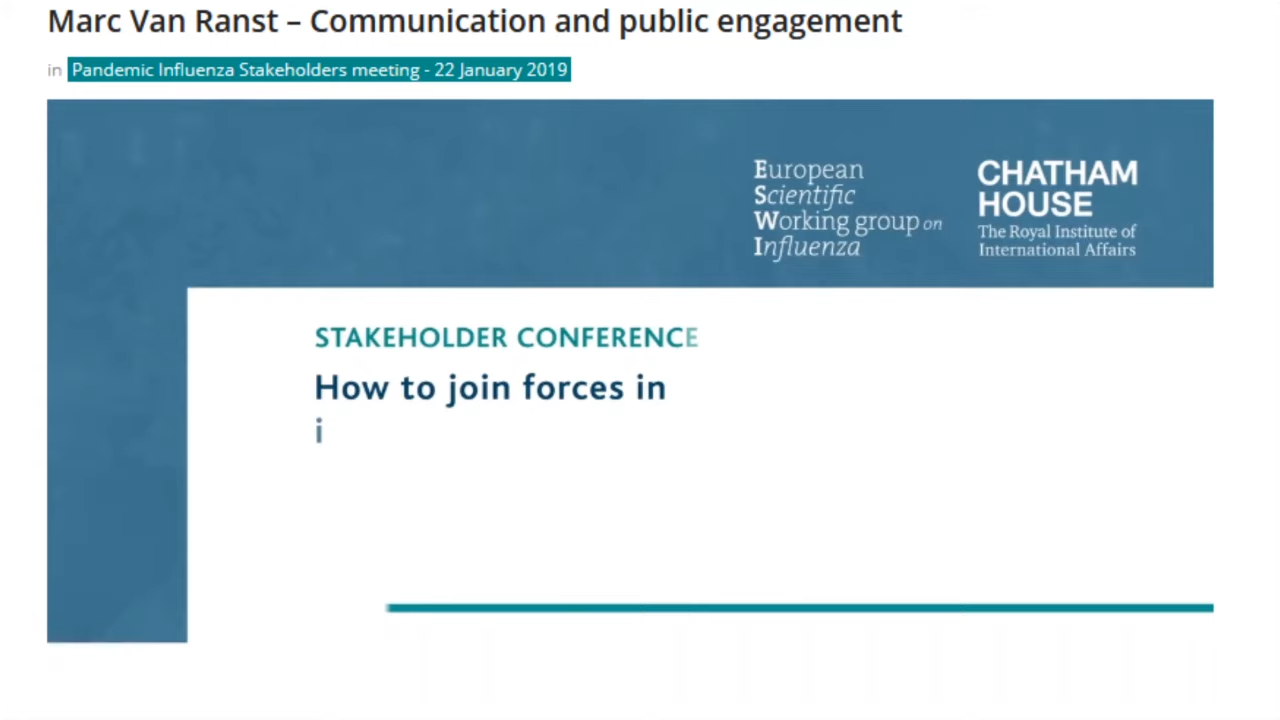 Marc Van Ranst – Communication and public engagement
in Pandemic Influenza Stakeholders meeting - 22 January 2019
European
Scientific
Working group on
Influenza
CHATHAM
HOUSE
The Royal Institute of
International Affairs
STAKEHOLDER CONFERENCE
How to join forces in
i